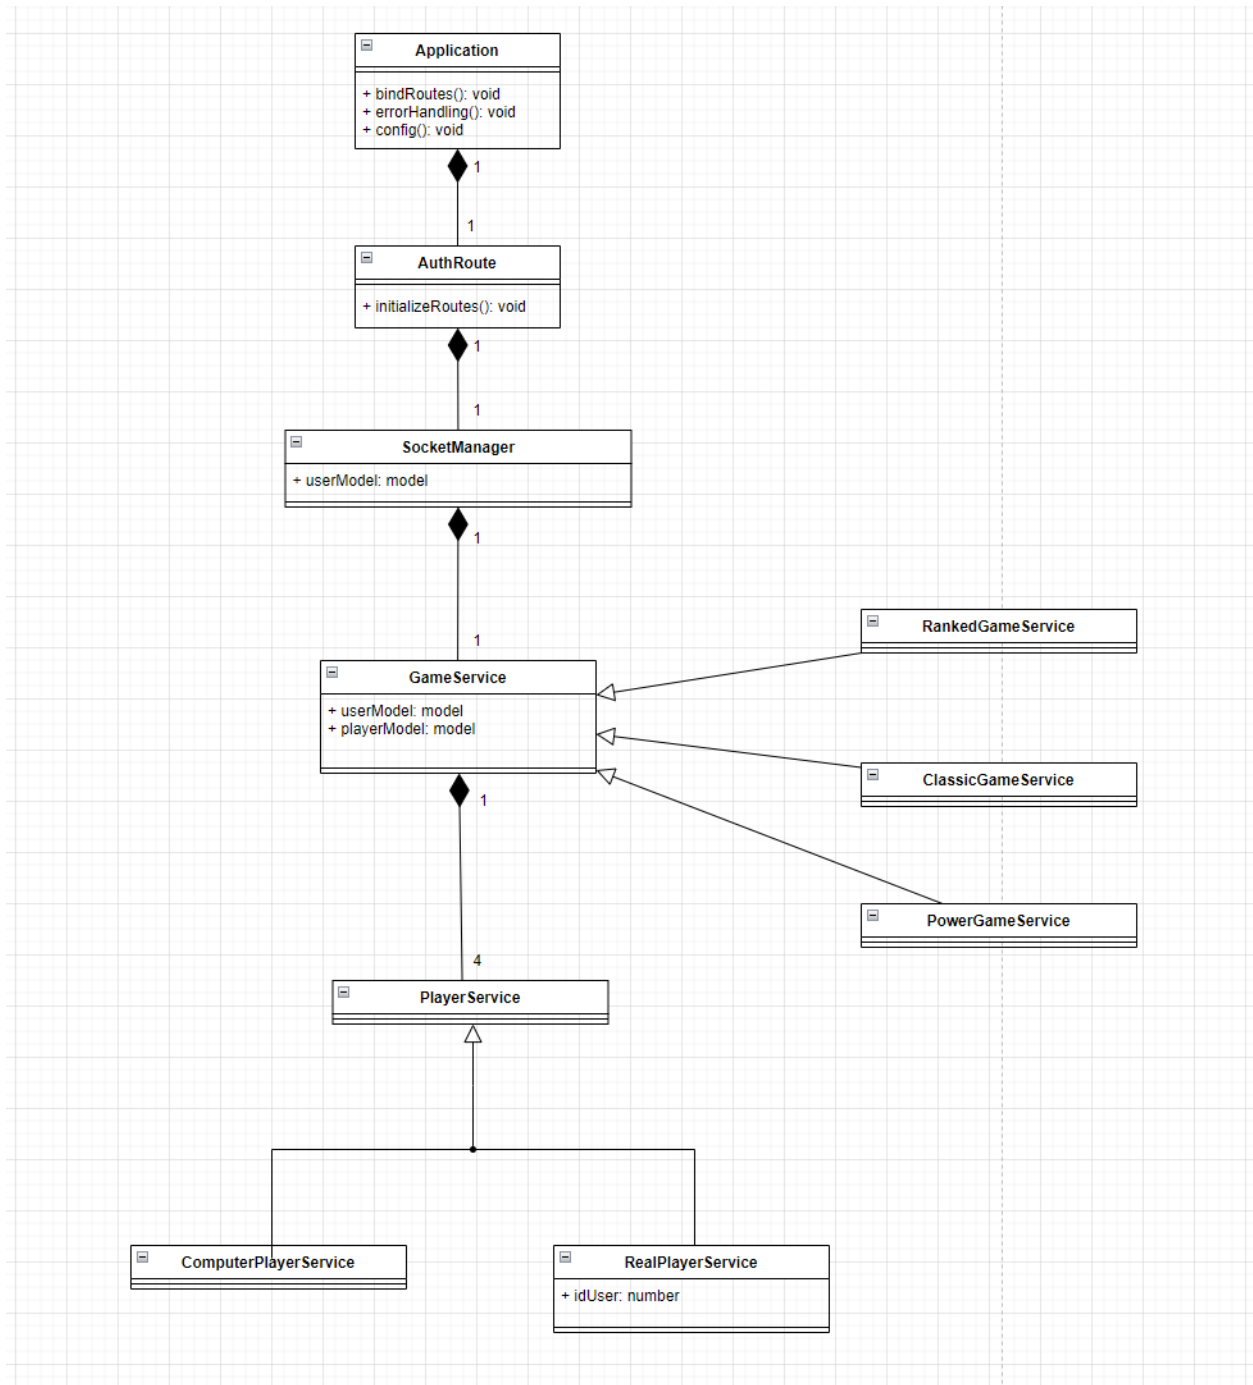 Application
+ bindRoutes(): void
+ errorHandling(): void
+ config(): void
1
1
AuthRoute
+ initializeRoutes(): void
1
1
SocketManager
+ userModel: model
1
1
GameService
+ userModel: model
+ playerModel: model
1
RankedGameService
ClassicGameService
PowerGameService
4
PlayerService
ComputerPlayerService
RealPlayerService
+ idUser: number